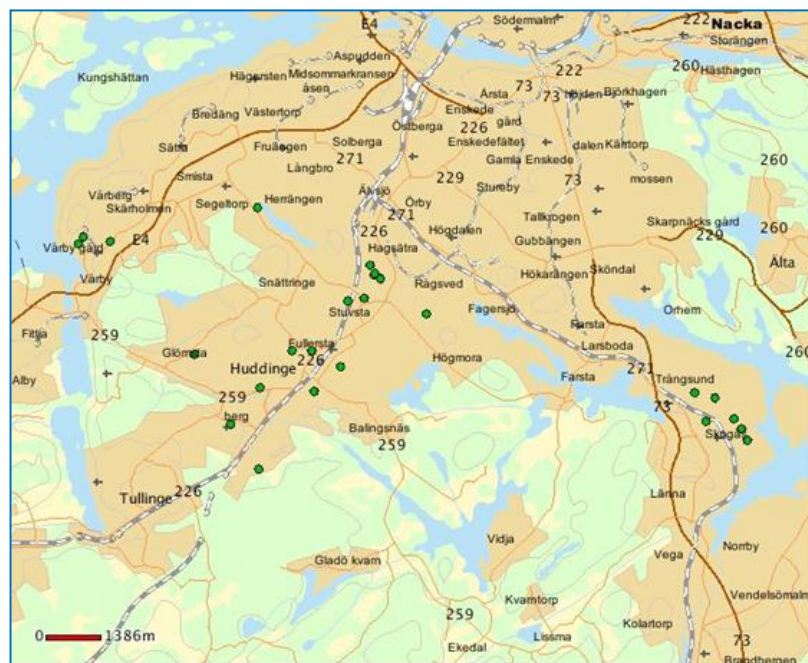 Södermalm
222
Nacka
E4
Storängen
Aspudden
Kungshättan
Hägersten
Midsommarkransen
åsen
73
222
260
Hästhagen
Årsta
73
höjden
Björkhagen
Bredäng
Västertorp
Östberga
Enskede
gård
226
Sätra
Fruängen
Solberga
Enskedefältet
dalen
Kärrtorp
Långbro
271
Gamla Enskede
260
Smista
229
73
mossen
Vårberg
Segeltorp
Herrängen
Älvsjö
Örby
Stureby
Skärholmen
271
Tallkrogen
Skarpnäcks gård
260
E4
226
Högdalen
Gubbängen
229
Vårby gård
Hagsätra
Älta
Vårby
Snättringe
Rågsved
Hökarängen
Sköndal
Stuvsta
Fagersjö
Orhem
Fittja
259
Farsta
Glömsta
Fullersta
Larsboda
260
Huddinge
226
Högmora
271
Alby
Farsta
Trångsund
259
73
berg
Balingsnäs
Skogås
259
Tullinge
226
Länna
Vidja
Gladö kvarn
Vega
Norrby
Kvarntorp
Vendelsömalm
259
Kolartorp
0
1386m
Ekedal
Lissma
73
Brandbergen